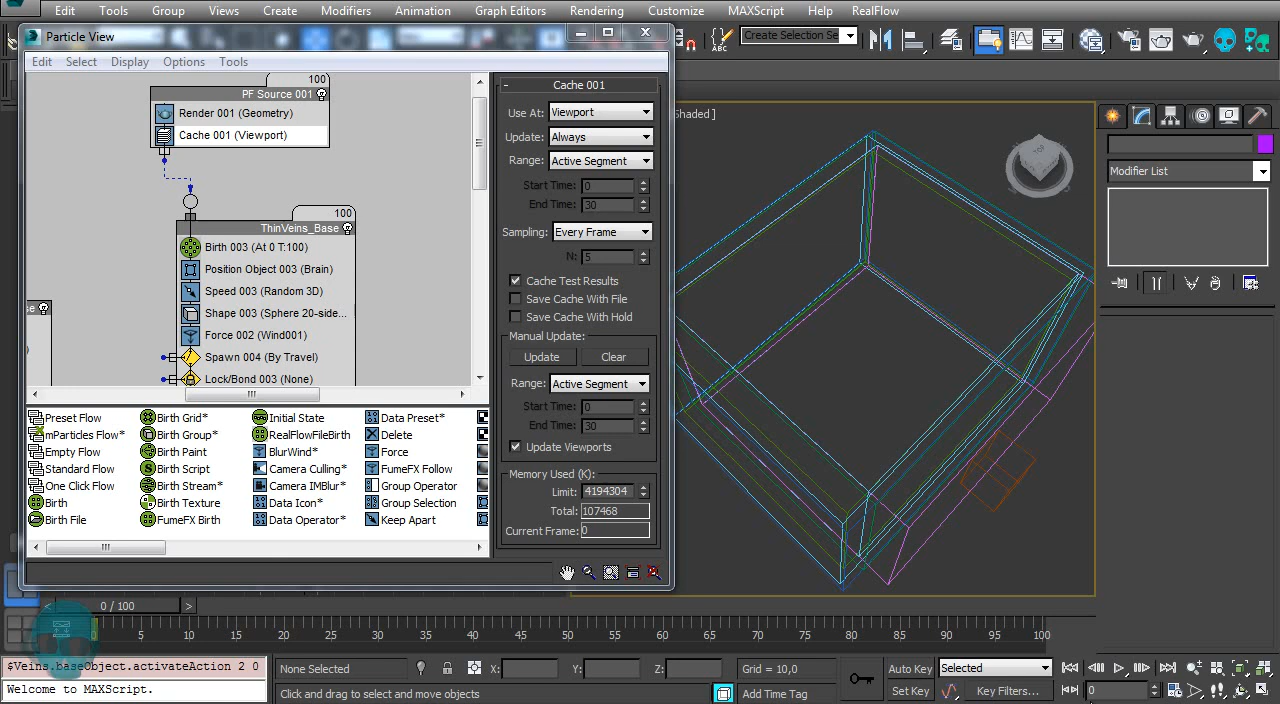 Edit Tools Group Views Create Modifiers Animation Graph Editors Rendering Customize MAXScript Help RealFlow
Particle View
Create Selection Se
ABC
Edit Select Display Options Tools
100
PF Source 001
Render 001 (Geometry)
Cache 001 (Viewport)
100
ThinVeins_Base
Birth 003 (At 0 T:100)
Position Object 003 (Brain)
Speed 003 (Random 3D)
Shape 003 (Sphere 20-side...
Force 002 (Wind001)
Spawn 004 (By Travel)
Lock/Bond 003 (None)
Preset Flow Birth Grid* Initial State Data Preset*
mParticles Flow* Birth Group* RealFlowFileBirth Delete
Empty Flow Birth Paint BlurWind* Force
Standard Flow Birth Script Camera Culling* FumeFX Follow
One Click Flow Birth Stream* Camera IMBlur* Group Operator
Birth Birth Texture Data Icon* Group Selection
Birth File FumeFX Birth Data Operator* Keep Apart
- Cache 001
Use At: Viewport
Update: Always
Range: Active Segment
Start Time: 0
End Time: 30
Sampling: Every Frame
N: 5
Cache Test Results
Save Cache With File
Save Cache With Hold
Manual Update:
Update Clear
Range: Active Segment
Start Time: 0
End Time: 30
Update Viewports
Memory Used (K):
Limit: 4194304
Total: 107468
Current Frame: 0
haded ]
Modifier List
< 0 / 100 >
5 10 15 20 25 30 35 40 45 50 55 60 65 70 75 80 85 90 95 100
$Veins.baseObject.activateAction 2 0
Welcome to MAXScript.
None Selected X: Y: Z: Grid = 10,0
Click and drag to select and move objects Add Time Tag
Auto Key Selected
Set Key Key Filters... 0